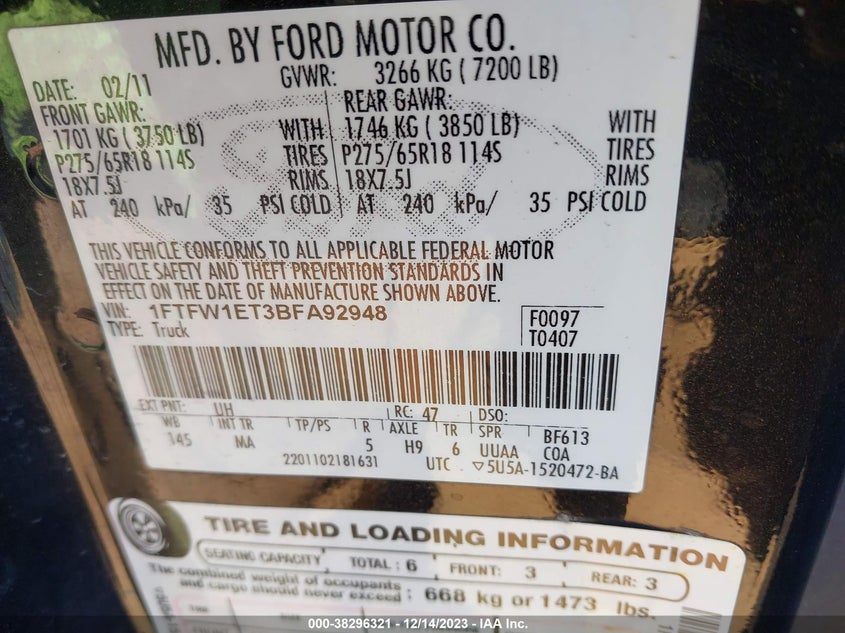 MFD. BY FORD MOTOR CO.
DATE: 02/11 GVWR: 3266 KG ( 7200 LB)
FRONT GAWR: REAR GAWR:
1701 KG ( 3750 LB) WITH 1746 KG ( 3850 LB) WITH
P275/65R18 114S TIRES P275/65R18 114S TIRES
18X7.5J RIMS 18X7.5J RIMS
AT 240 kPa/ 35 PSI COLD AT 240 kPa/ 35 PSI COLD
THIS VEHICLE CONFORMS TO ALL APPLICABLE FEDERAL MOTOR
VEHICLE SAFETY AND THEFT PREVENTION STANDARDS IN
EFFECT ON THE DATE OF MANUFACTURE SHOWN ABOVE.
VIN: 1FTFW1ET3BFA92948 F0097
TYPE: Truck T0407
EXT PNT: UH RC: 47 DSO:
WB INT TR TP/PS R AXLE TR SPR BF613
145 MA 5 H9 6 UUAA COA
2201102181631 UTC ▽5U5A-1520472-BA
TIRE AND LOADING INFORMATION
SEATING CAPACITY TOTAL: 6 FRONT: 3 REAR: 3
The combined weight of occupants
and cargo should never exceed: 668 kg or 1473 lbs.
000-38296321 - 12/14/2023 - IAA Inc.